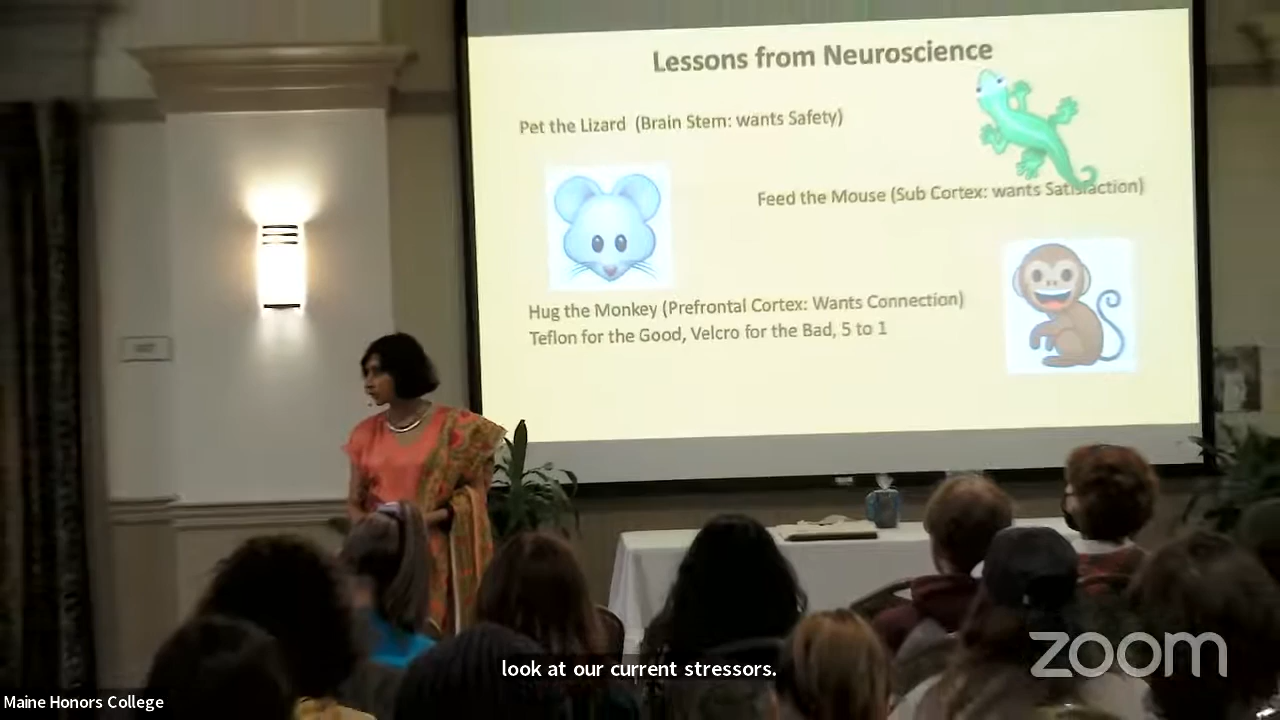 Lessons from Neuroscience
Pet the Lizard (Brain Stem: wants Safety)
Feed the Mouse (Sub Cortex: wants Satisfaction)
Hug the Monkey (Prefrontal Cortex: Wants Connection)
Teflon for the Good, Velcro for the Bad, 5 to 1
look at our current stressors.
zoom
Maine Honors College